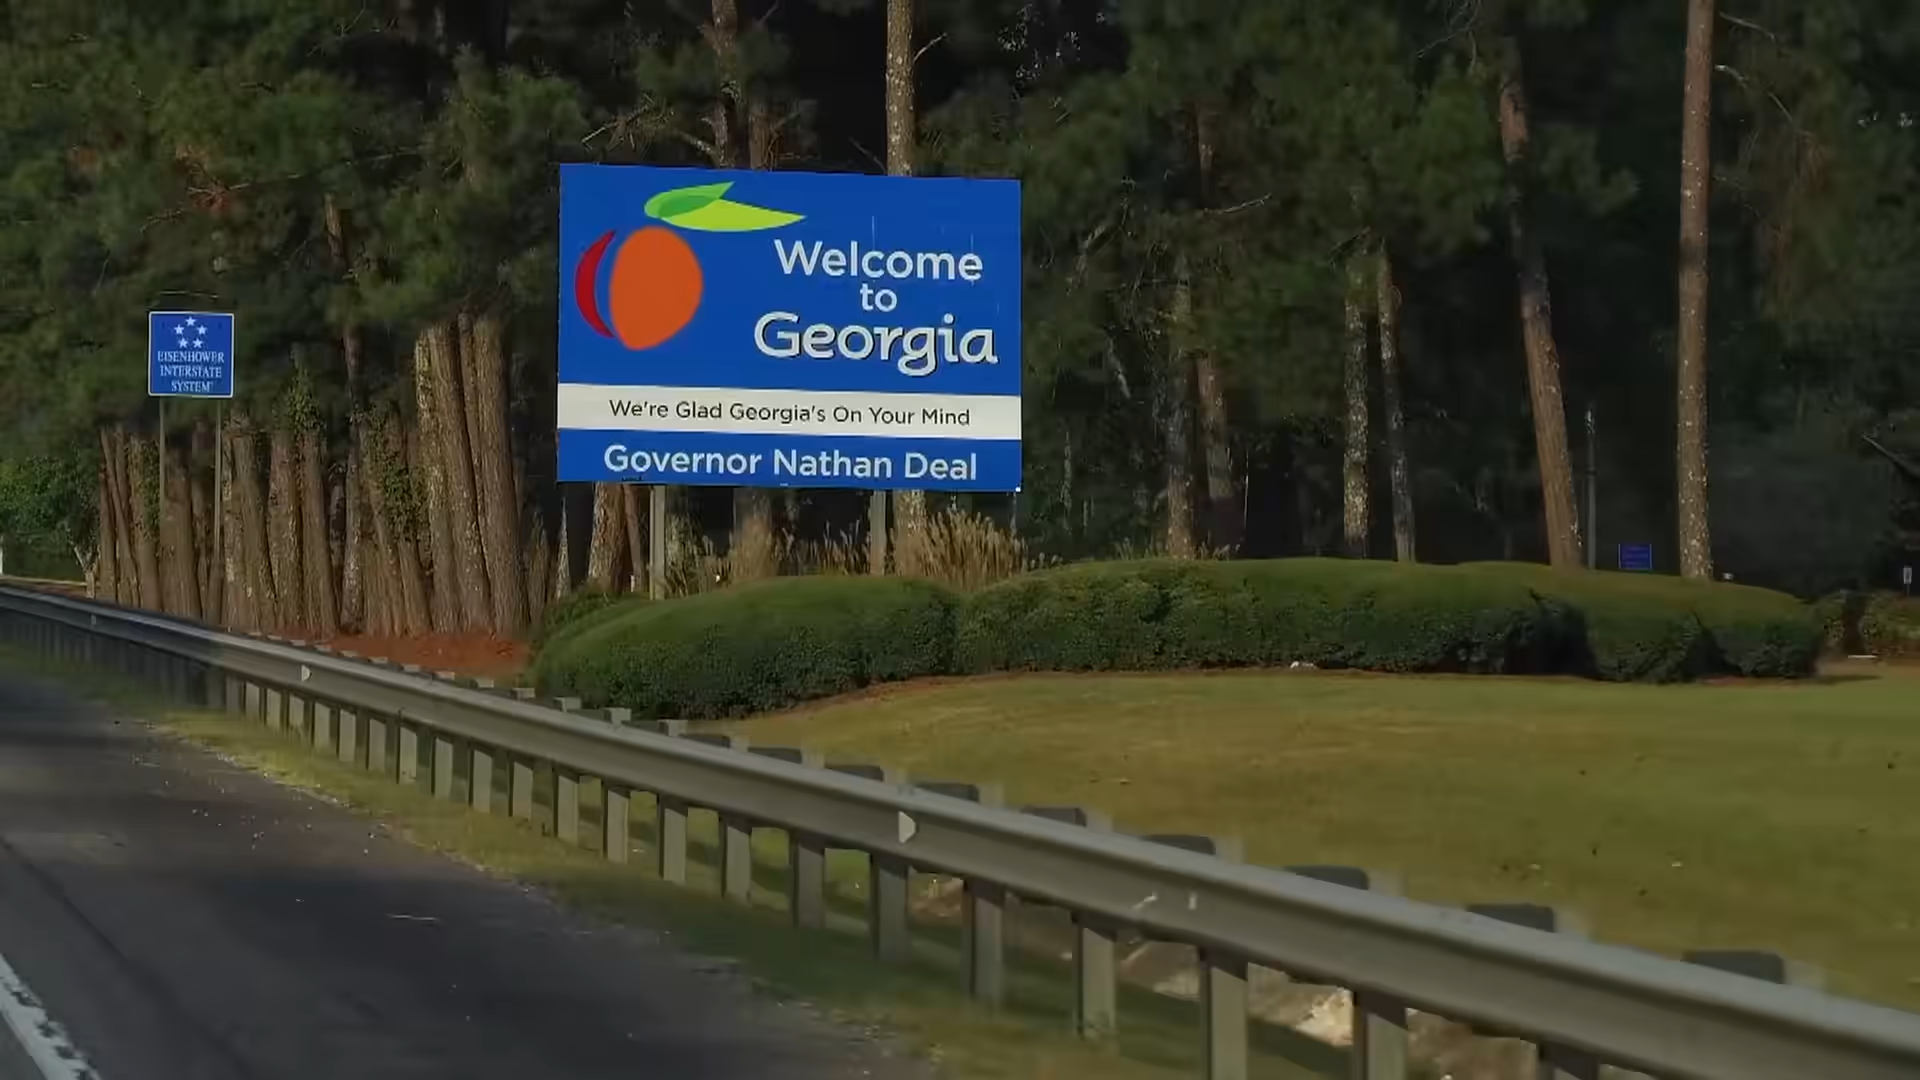 EISENHOWER
INTERSTATE
SYSTEM
Welcome
to
Georgia
We're Glad Georgia's On Your Mind
Governor Nathan Deal